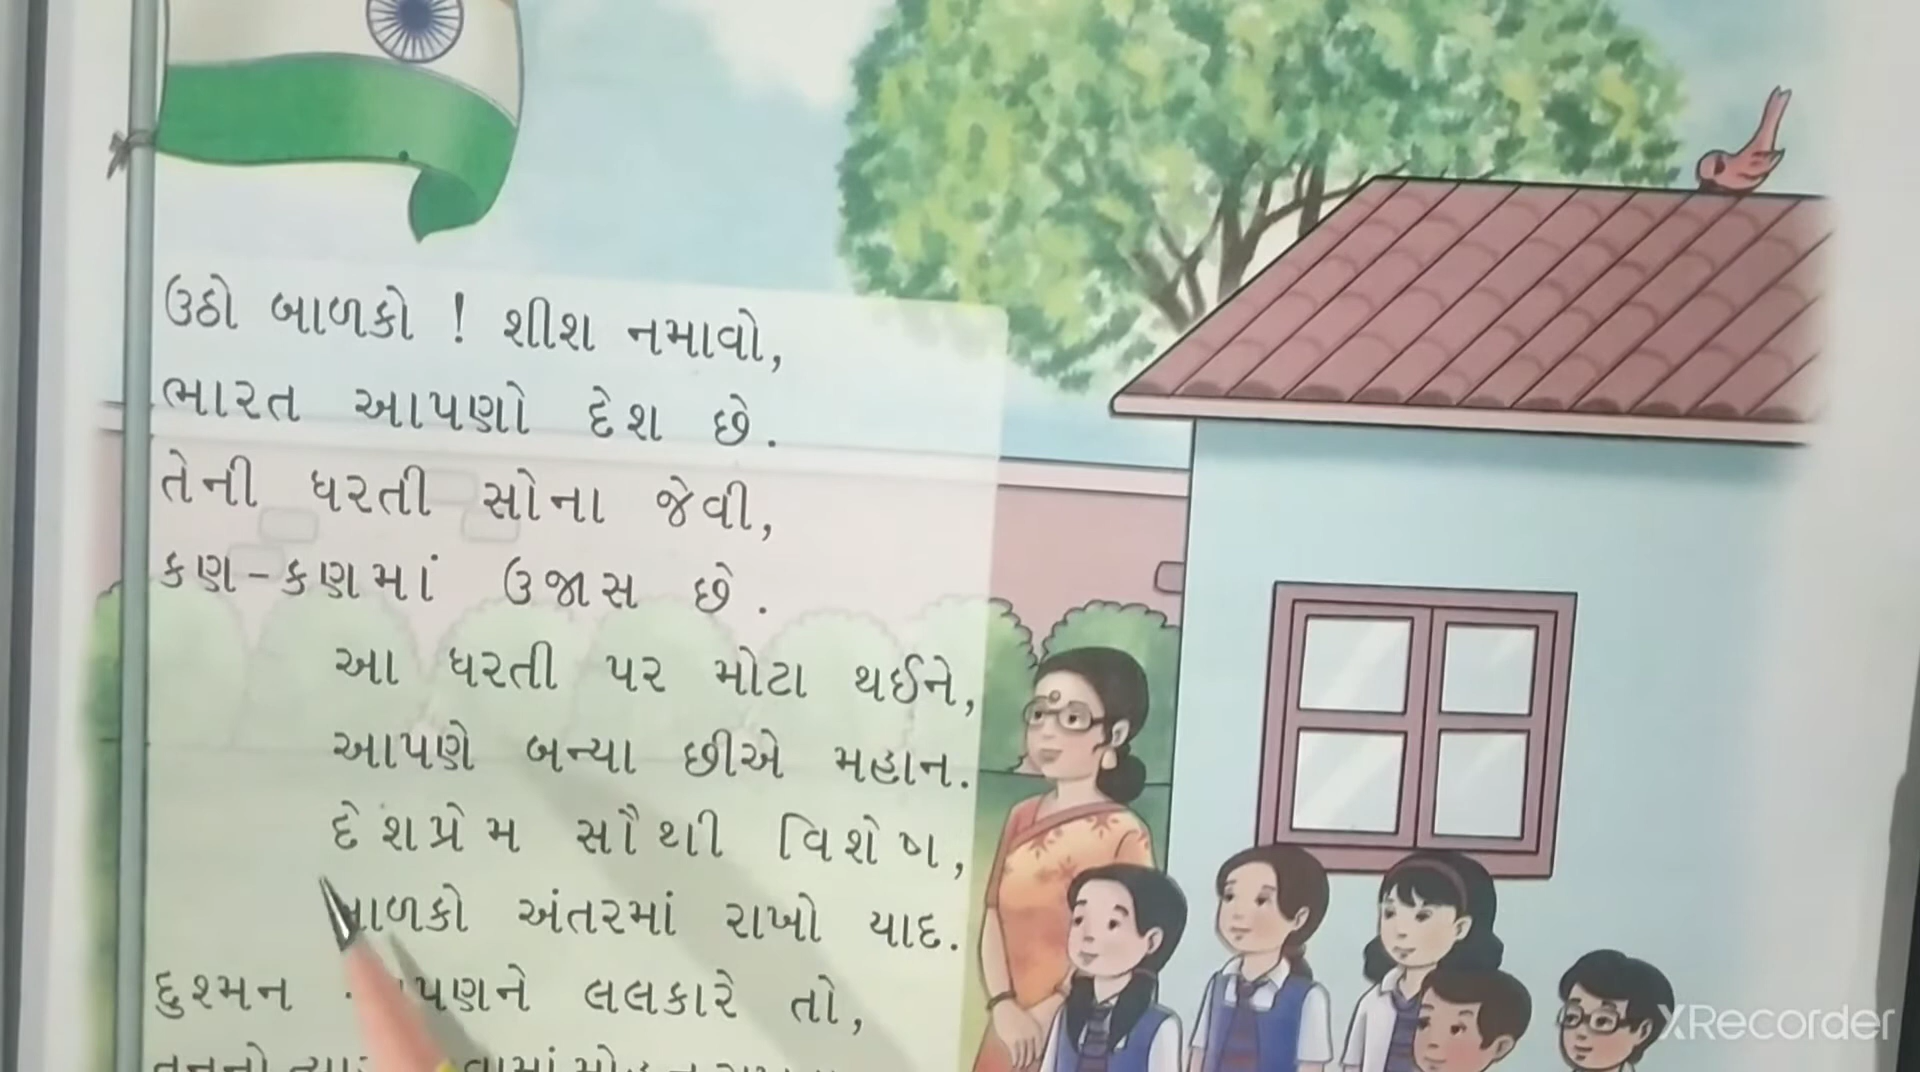 ઉઠો બાળકો ! શીશ નમાવો,
ભારત આપણો દેશ છે.
તેની ધરતી સોના જેવી,
કણ-કણમાં ઉજાસ છે.
આ ધરતી પર મોટા થઈને,
આપણે બન્યા છીએ મહાન.
દેશપ્રેમ સૌથી વિશેષ,
બાળકો અંતરમાં રાખો યાદ.
દુશ્મન આપણને લલકારે તો,
XRecorder